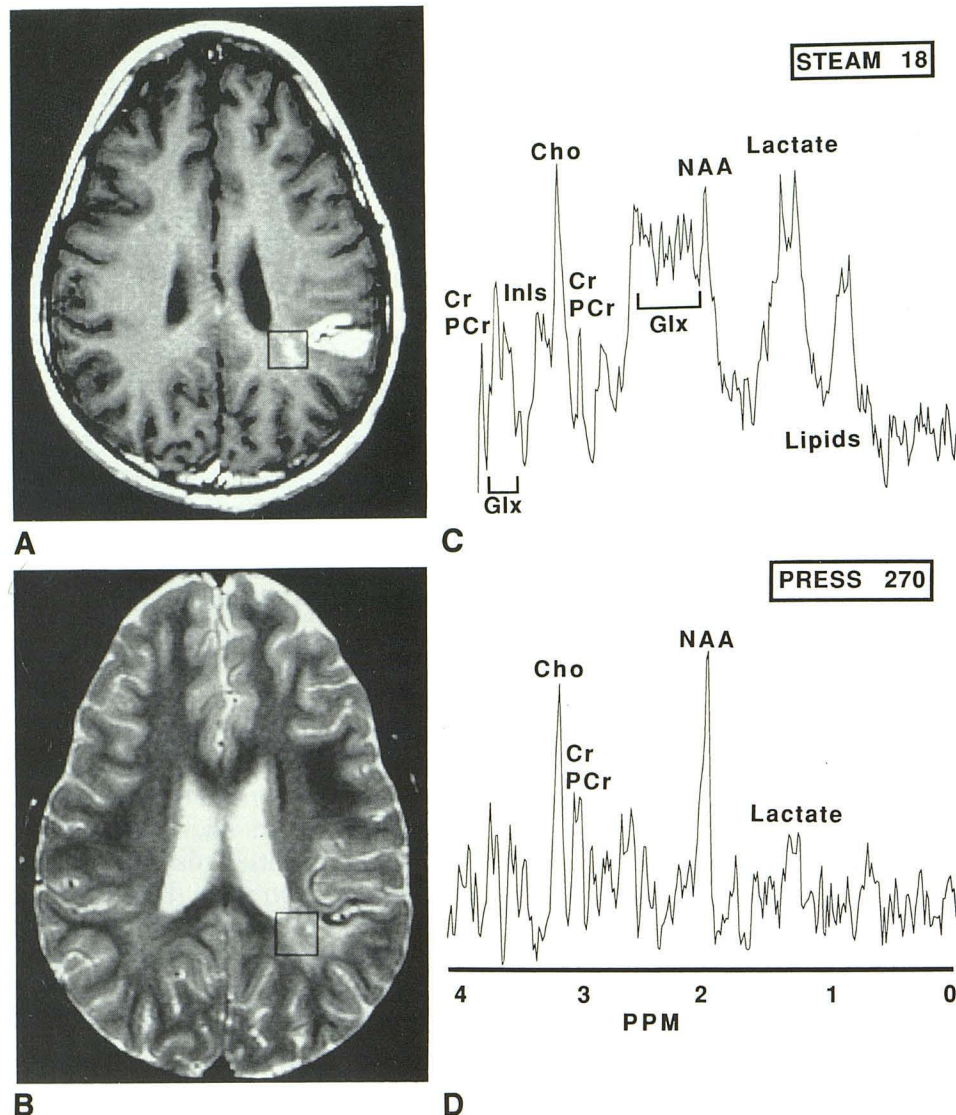 STEAM 18
Cho
NAA
Lactate
Cr
PCr
InIs
Cr
PCr
Glx
Lipids
Glx
A
C
PRESS 270
NAA
Cho
Cr
PCr
Lactate
4 3 2 1 0
PPM
B
D